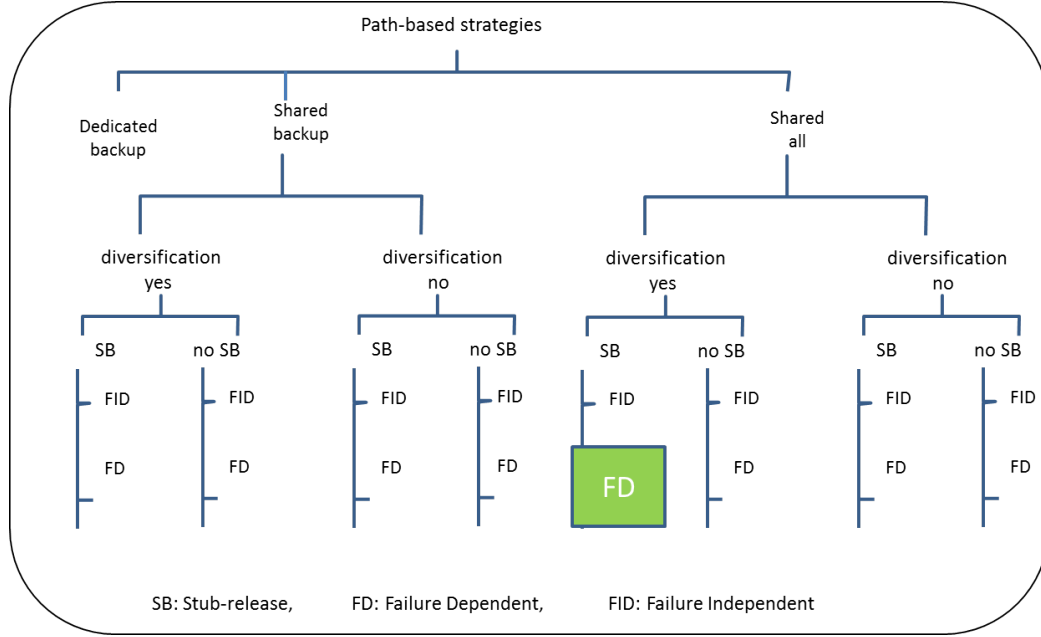 Path-based strategies
Dedicated
backup
Shared
backup
Shared
all
diversification
yes
diversification
no
diversification
yes
diversification
no
SB
no SB
SB
no SB
SB
no SB
SB
no SB
FID
FID
FID
FID
FID
FID
FID
FID
FD
FD
FD
FD
FD
FD
FD
FD
SB: Stub-release, FD: Failure Dependent, FID: Failure Independent